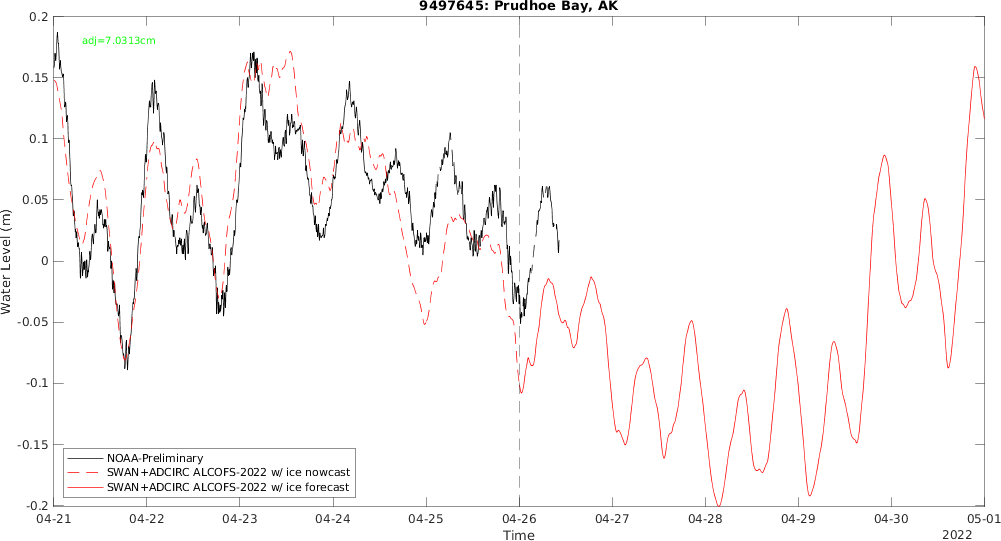 9497645: Prudhoe Bay, AK
0.2
adj=7.0313cm
0.15
0.1
0.05
0
-0.05
-0.1
-0.15
-0.2
Water Level (m)
NOAA-Preliminary
SWAN+ADCIRC ALCOFS-2022 w/ ice nowcast
SWAN+ADCIRC ALCOFS-2022 w/ ice forecast
04-21 04-22 04-23 04-24 04-25 04-26 04-27 04-28 04-29 04-30 05-01
Time
2022